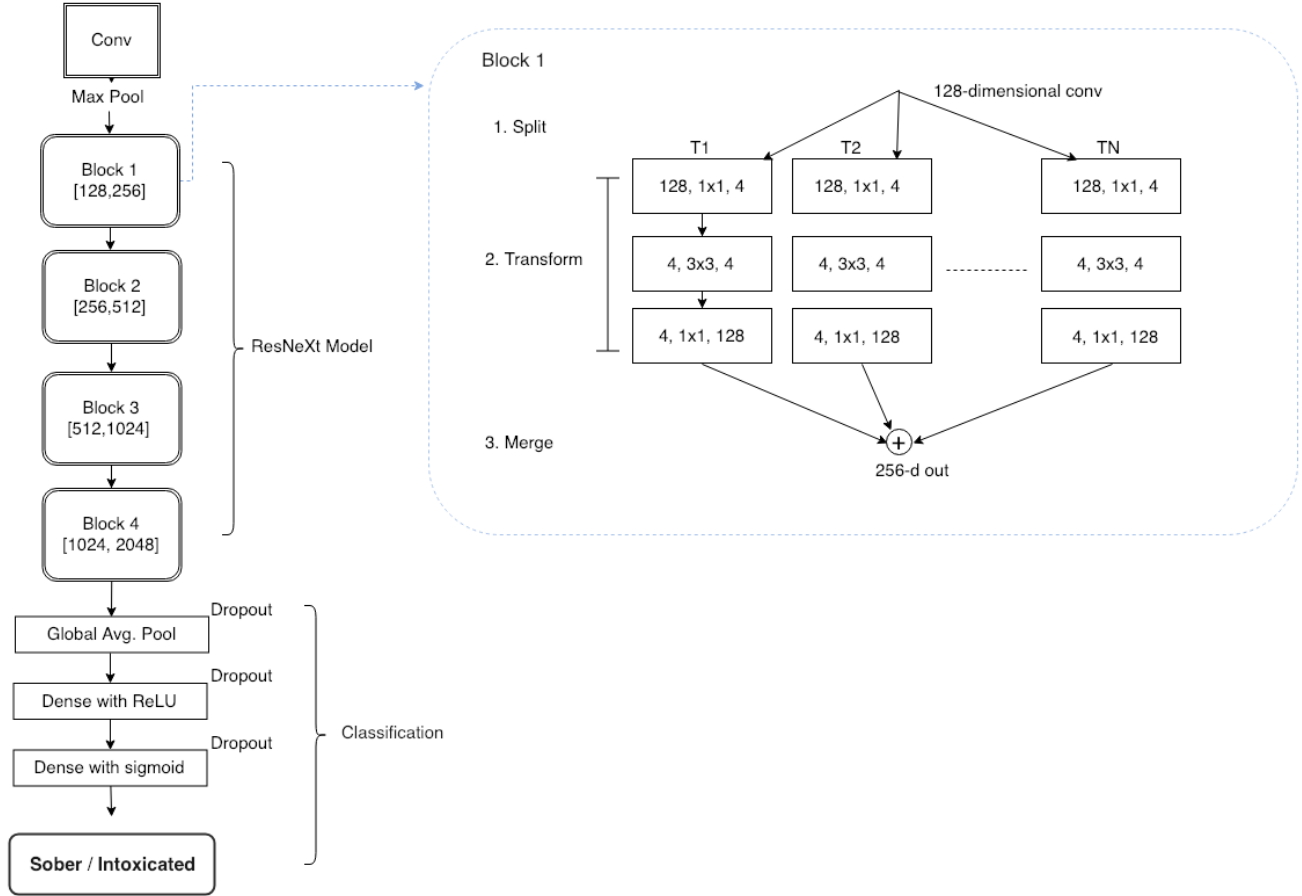 Conv
Max Pool
Block 1
[128,256]
Block 2
[256,512]
Block 3
[512,1024]
Block 4
[1024, 2048]
ResNeXt Model
Dropout
Global Avg. Pool
Dropout
Dense with ReLU
Dropout
Dense with sigmoid
Classification
Sober / Intoxicated
Block 1
128-dimensional conv
1. Split
T1
T2
TN
128, 1x1, 4
128, 1x1, 4
128, 1x1, 4
2. Transform
4, 3x3, 4
4, 3x3, 4
4, 3x3, 4
4, 1x1, 128
4, 1x1, 128
4, 1x1, 128
3. Merge
+
256-d out